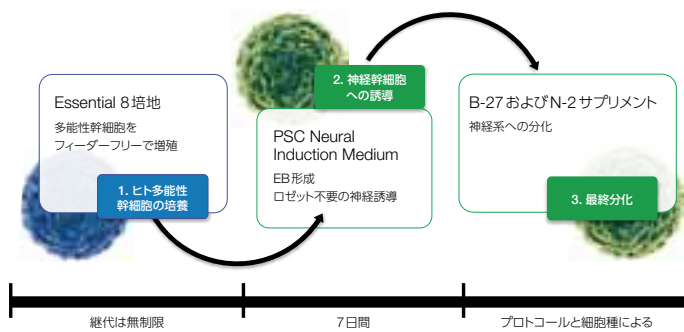 Essential 8培地
多能性幹細胞を
フィーダーフリーで増殖
1. ヒト多能性
幹細胞の培養
2. 神経幹細胞
への誘導
PSC Neural
Induction Medium
EB形成
ロゼット不要の神経誘導
B-27およびN-2サプリメント
神経系への分化
3. 最終分化
継代は無制限
7日間
プロトコールと細胞種による